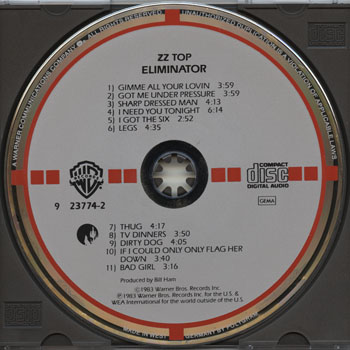 A WARNER COMMUNICATIONS COMPANY. ALL RIGHTS RESERVED. UNAUTHORIZED DUPLICATION IS A VIOLATION OF APPLICABLE LAWS.
ZZ TOP
ELIMINATOR
1) GIMME ALL YOUR LOVIN 3:59
2) GOT ME UNDER PRESSURE 3:59
3) SHARP DRESSED MAN 4:13
4) I NEED YOU TONIGHT 6:14
5) I GOT THE SIX 2:52
6) LEGS 4:35
9 23774-2
COMPACT
disc
DIGITAL AUDIO
GEMA
7) THUG 4:17
8) TV DINNERS 3:50
9) DIRTY DOG 4:05
10) IF I COULD ONLY ONLY FLAG HER
DOWN 3:40
11) BAD GIRL 3:16
Produced by Bill Ham
©1983 Warner Bros. Records Inc.
℗1983 Warner Bros. Records Inc. for the U.S. &
WEA International for the world outside of the U.S.
MADE IN WEST GERMANY BY POLYGRAM